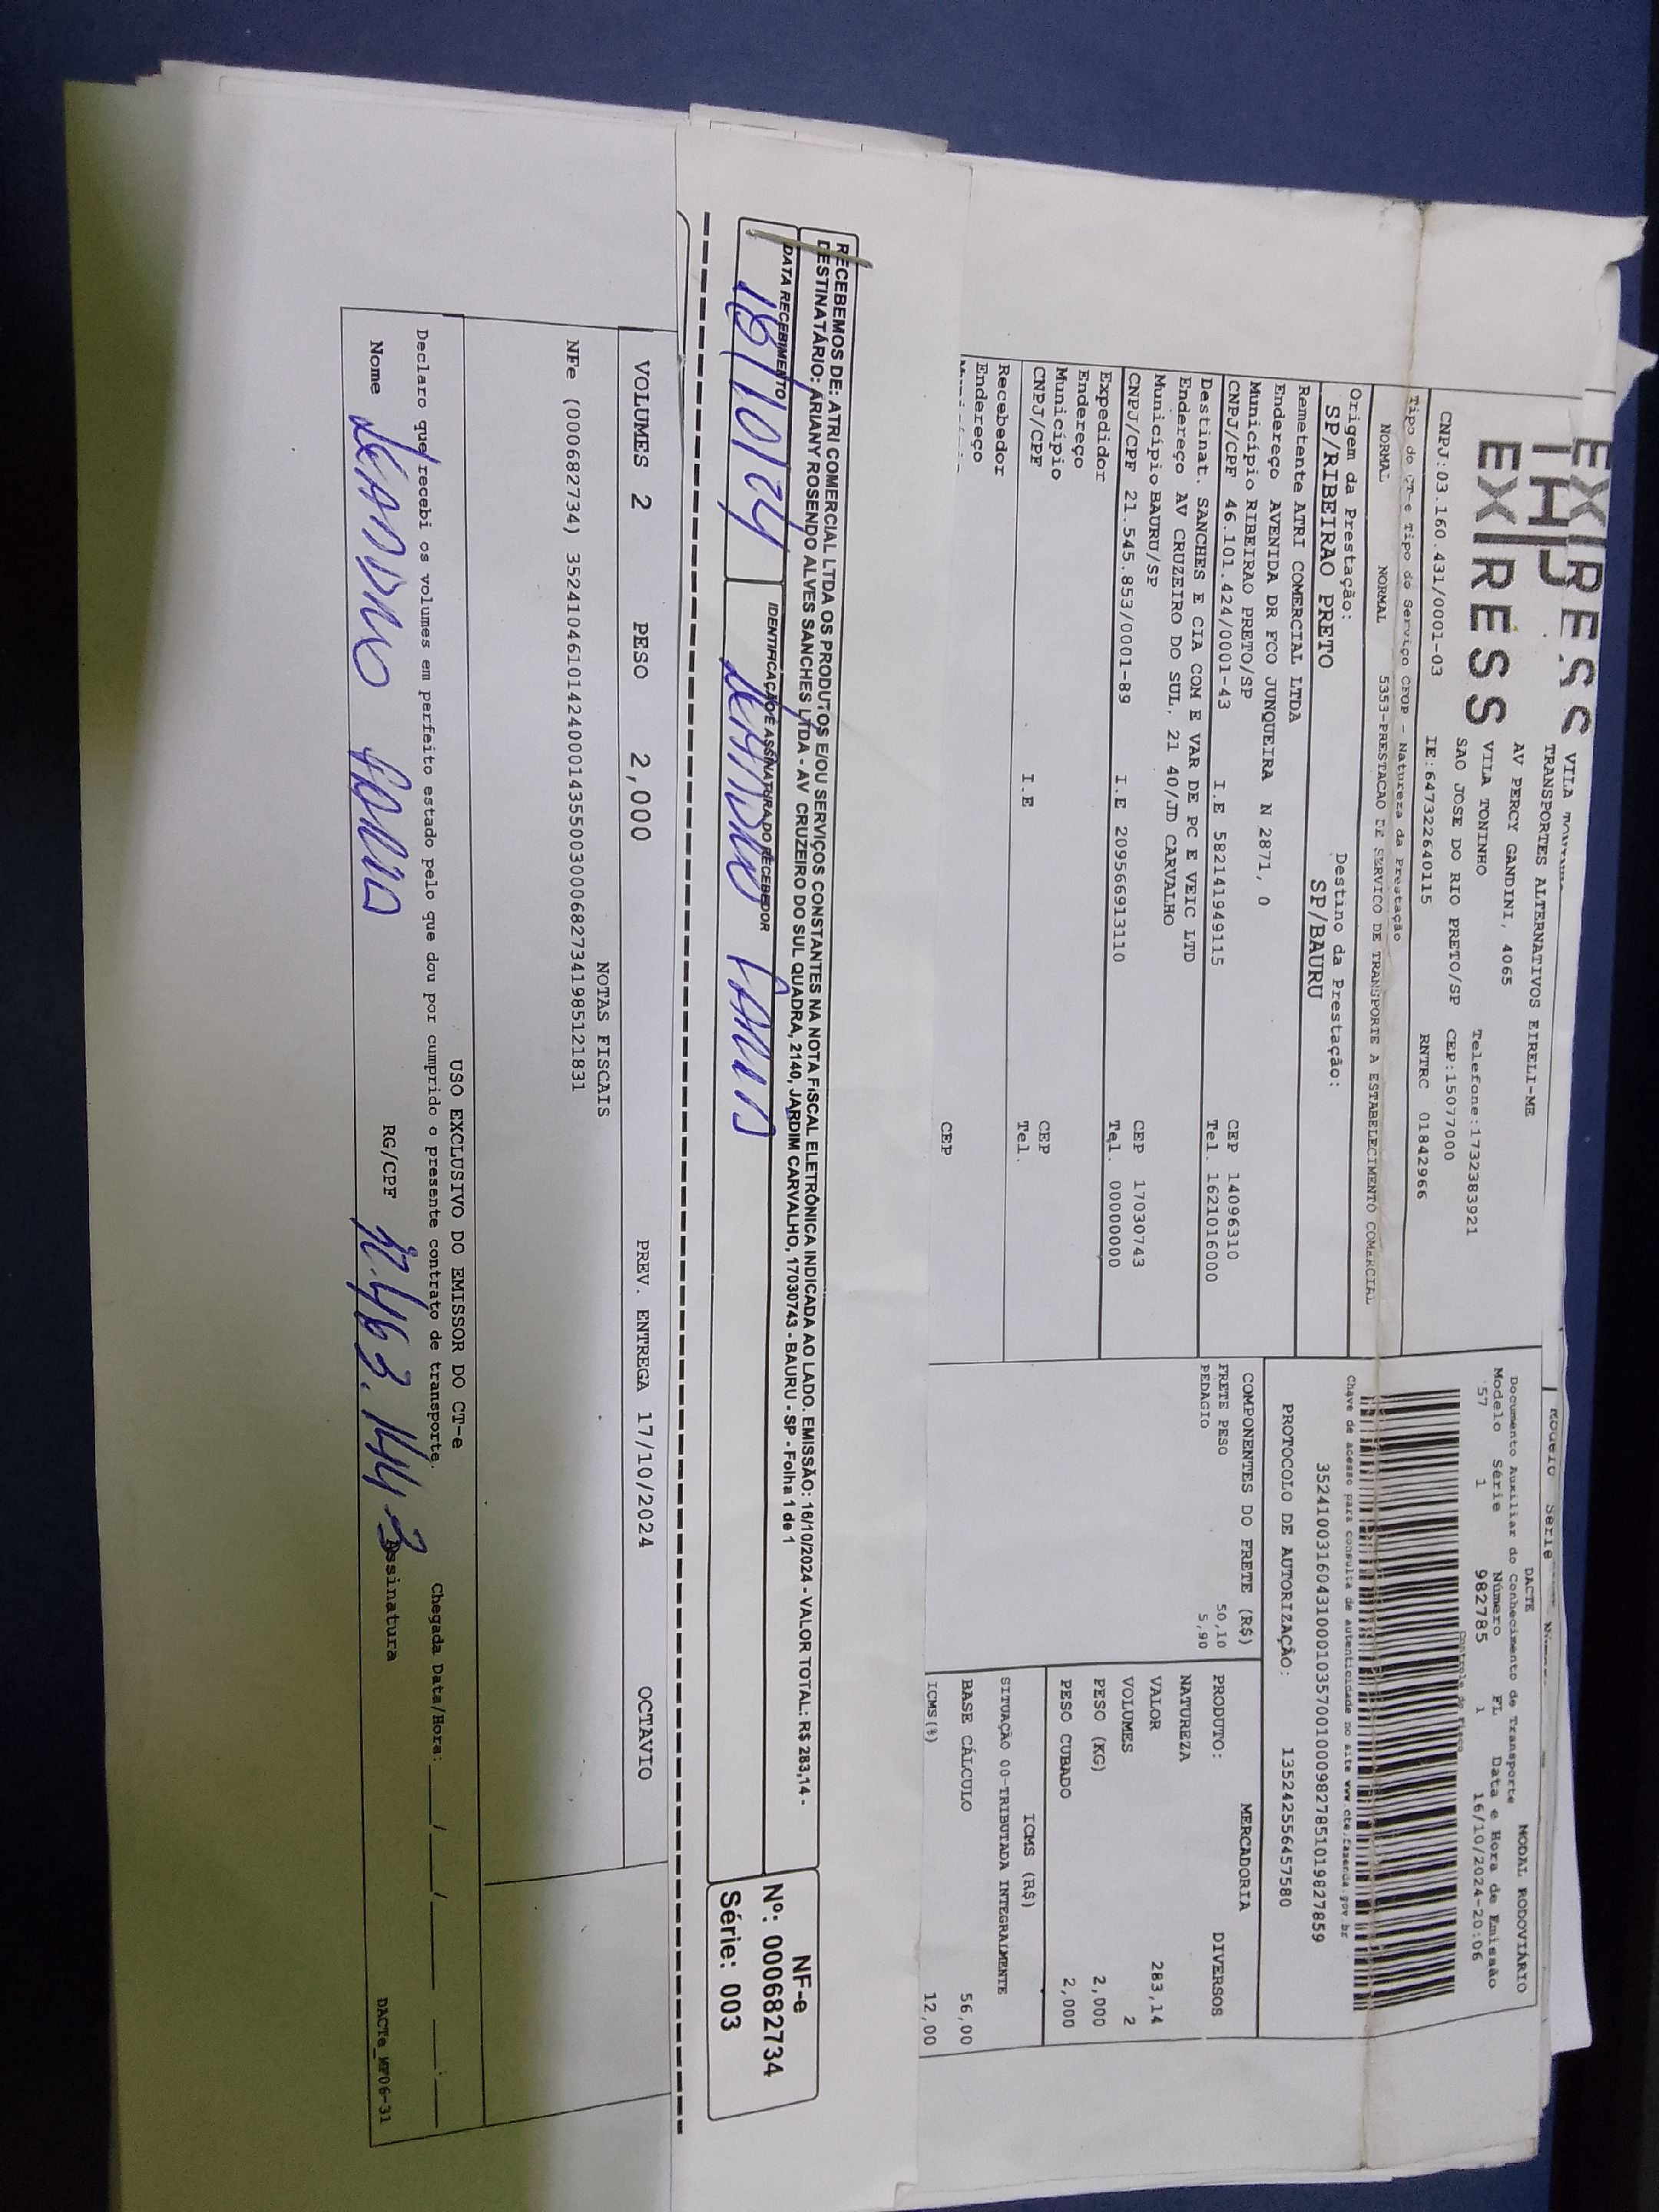 EXPRESS
THJ
EXPRESS
VILA
TRANSPORTES ALTERNATIVOS EIRELI-ME
AV PERCY GANDINI, 4065
VILA TONINHO Telefone:1732383921
SAO JOSE DO RIO PRETO/SP CEP:15077000
CNPJ:03.160.431/0001-03 IE:647322640115 RNTRC 01842966
Modelo Série
DACTE MODAL RODOVIÁRIO
Documento Auxiliar do Conhecimento de Transporte
Modelo Série Número FL Data e Hora de Emissão
57 1 982785 1 16/10/2024-20:06
Controle do Fisco
Tipo do CT-e Tipo do Serviço CFOP - Natureza da Prestação
NORMAL NORMAL 5353-PRESTACAO DE SERVICO DE TRANSPORTE A ESTABELECIMENTO COMERCIAL
Chave de acesso para consulta de autenticidade no site www.cte.fazenda.gov.br
35241003160431000103570010009827851019827859
Origem da Prestação: Destino da Prestação:
SP/RIBEIRAO PRETO SP/BAURU
PROTOCOLO DE AUTORIZAÇÃO: 135242556457580
Remetente ATRI COMERCIAL LTDA
Endereço AVENIDA DR FCO JUNQUEIRA N 2871, 0
Município RIBEIRAO PRETO/SP CEP 14096310
CNPJ/CPF 46.101.424/0001-43 I.E 582141949115 Tel. 1621016000
Destinat. SANCHES E CIA COM E VAR DE PC E VEIC LTD
Endereço AV CRUZEIRO DO SUL, 21 40/JD CARVALHO
Município BAURU/SP CEP 17030743
CNPJ/CPF 21.545.853/0001-89 I.E 209566913110 Tel. 00000000
Expedidor
Endereço
Município CEP
CNPJ/CPF I.E Tel.
Recebedor
Endereço
CEP
COMPONENTES DO FRETE (R$)
FRETE PESO 50,10
PEDAGIO 5,90
MERCADORIA
PRODUTO: DIVERSOS
NATUREZA
VALOR 283,14
VOLUMES 2
PESO (KG) 2,000
PESO CUBADO 2,000
ICMS (R$)
SITUAÇÃO 00-TRIBUTADA INTEGRALMENTE
BASE CÁLCULO 56,00
ICMS(%) 12,00
RECEBEMOS DE: ATRI COMERCIAL LTDA OS PRODUTOS E/OU SERVIÇOS CONSTANTES NA NOTA FISCAL ELETRÔNICA INDICADA AO LADO. EMISSÃO: 16/10/2024 - VALOR TOTAL: R$ 283,14 -
DESTINATÁRIO: ARIANY ROSENDO ALVES SANCHES LTDA - AV CRUZEIRO DO SUL QUADRA, 2140, JARDIM CARVALHO, 17030743 - BAURU - SP - Folha 1 de 1
DATA RECEBIMENTO IDENTIFICAÇÃO E ASSINATURA DO RECEBEDOR
LEANDRO
NF-e
Nº: 000682734
Série: 003
VOLUMES 2 PESO 2,000 PREV. ENTREGA 17/10/2024 OCTAVIO
NOTAS FISCAIS
NFe (000682734) 35241046101424000143550030006827341985121831
USO EXCLUSIVO DO EMISSOR DO CT-e
Declaro que recebi os volumes em perfeito estado pelo que dou por cumprido o presente contrato de transporte. Chegada Data/Hora: ___/___/_____ ___:___
Nome LEANDRO RG/CPF Assinatura
DACTe_MF06-31